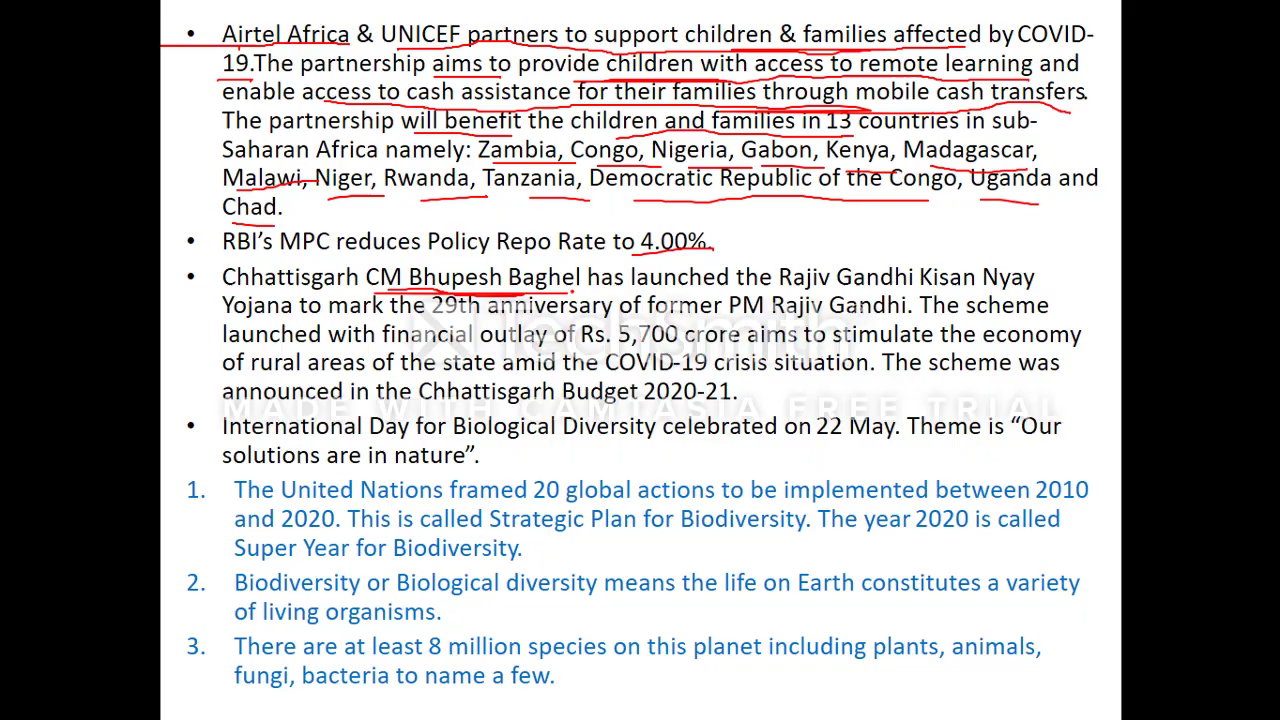 • Airtel Africa & UNICEF partners to support children & families affected by COVID-
19.The partnership aims to provide children with access to remote learning and
enable access to cash assistance for their families through mobile cash transfers.
The partnership will benefit the children and families in 13 countries in sub-
Saharan Africa namely: Zambia, Congo, Nigeria, Gabon, Kenya, Madagascar,
Malawi, Niger, Rwanda, Tanzania, Democratic Republic of the Congo, Uganda and
Chad.
• RBI's MPC reduces Policy Repo Rate to 4.00%.
• Chhattisgarh CM Bhupesh Baghel has launched the Rajiv Gandhi Kisan Nyay
Yojana to mark the 29th anniversary of former PM Rajiv Gandhi. The scheme
launched with financial outlay of Rs. 5,700 crore aims to stimulate the economy
of rural areas of the state amid the COVID-19 crisis situation. The scheme was
announced in the Chhattisgarh Budget 2020-21.
TechSmith
MADE WITH CAMTASIA FREE TRIAL
• International Day for Biological Diversity celebrated on 22 May. Theme is “Our
solutions are in nature”.
1. The United Nations framed 20 global actions to be implemented between 2010
and 2020. This is called Strategic Plan for Biodiversity. The year 2020 is called
Super Year for Biodiversity.
2. Biodiversity or Biological diversity means the life on Earth constitutes a variety
of living organisms.
3. There are at least 8 million species on this planet including plants, animals,
fungi, bacteria to name a few.